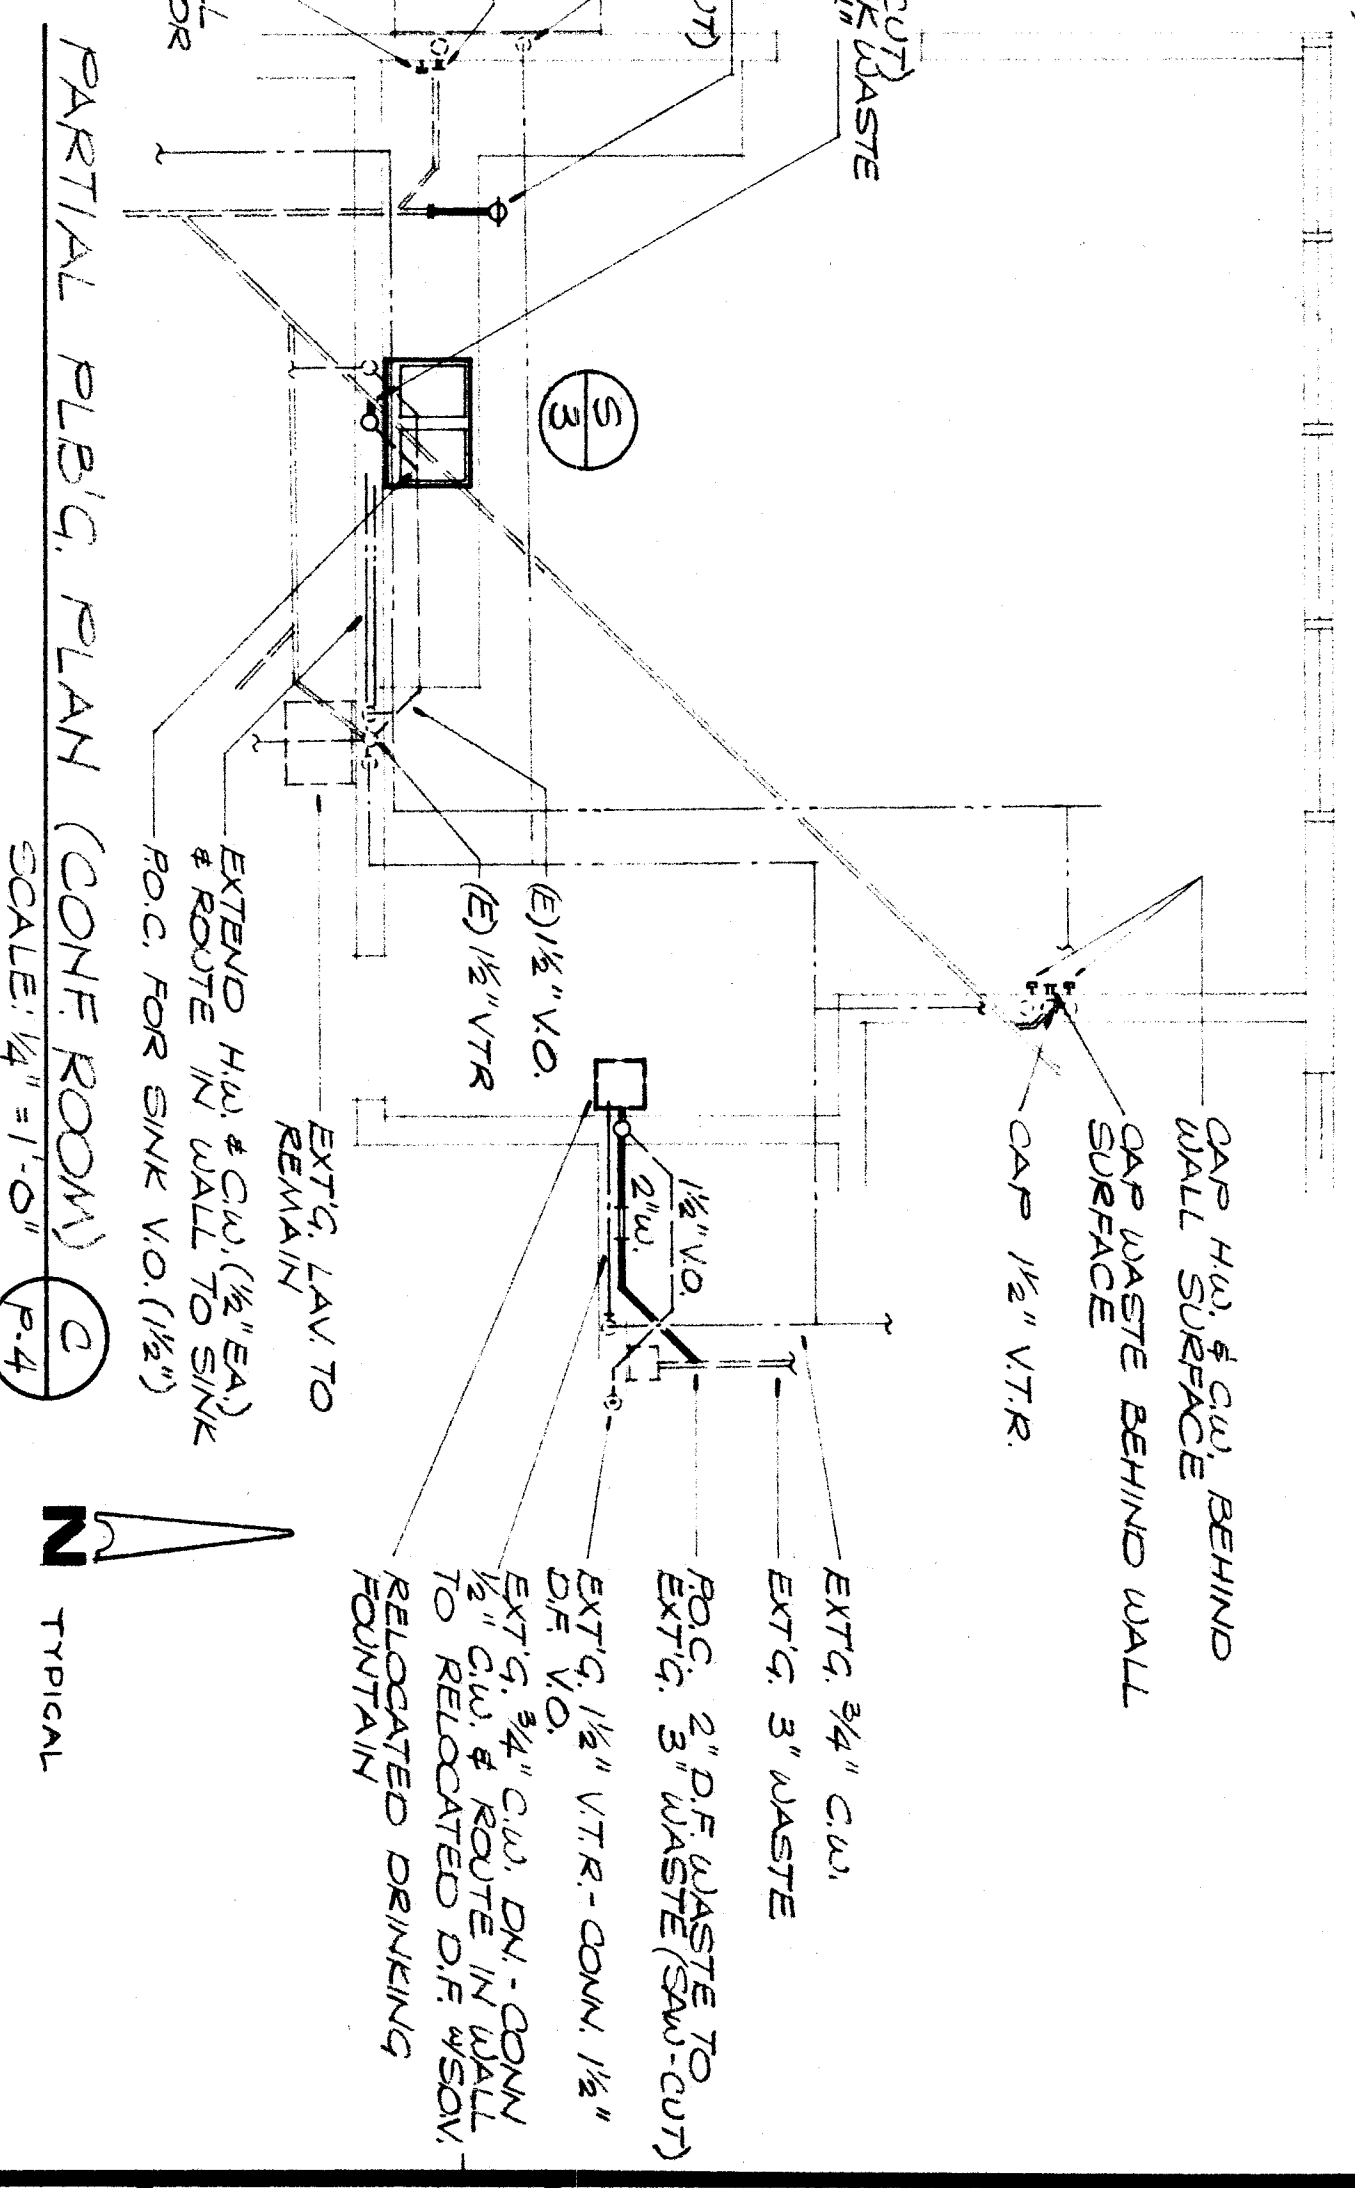 CUT)
K WASTE
UT)
L
OR
S
3
CAP H.W. & C.W. BEHIND
WALL SURFACE
CAP WASTE BEHIND WALL
SURFACE
CAP 1½" V.T.R.
EXT'G. ¾" C.W.
EXT'G. 3" WASTE
P.O.C. 2" D.F. WASTE TO
EXT'G. 3" WASTE (SAW-CUT)
EXT'G. 1½" V.T.R.- CONN. 1½"
D.F. V.O.
EXT'G. ¾" C.W. DN.- CONN
½" C.W. & ROUTE IN WALL
TO RELOCATED D.F. W/S.O.V.
RELOCATED DRINKING
FOUNTAIN
1½" V.O.
2" W.
(E) 1½" V.O.
(E) 1½" VTR
EXT'G. LAV. TO
REMAIN
EXTEND H.W. & C.W. (½" EA.)
& ROUTE IN WALL TO SINK
P.O.C. FOR SINK V.O. (1½")
PARTIAL PLB'G. PLAN (CONF. ROOM)
SCALE: ¼" = 1'-0"
C
P-4
N
TYPICAL